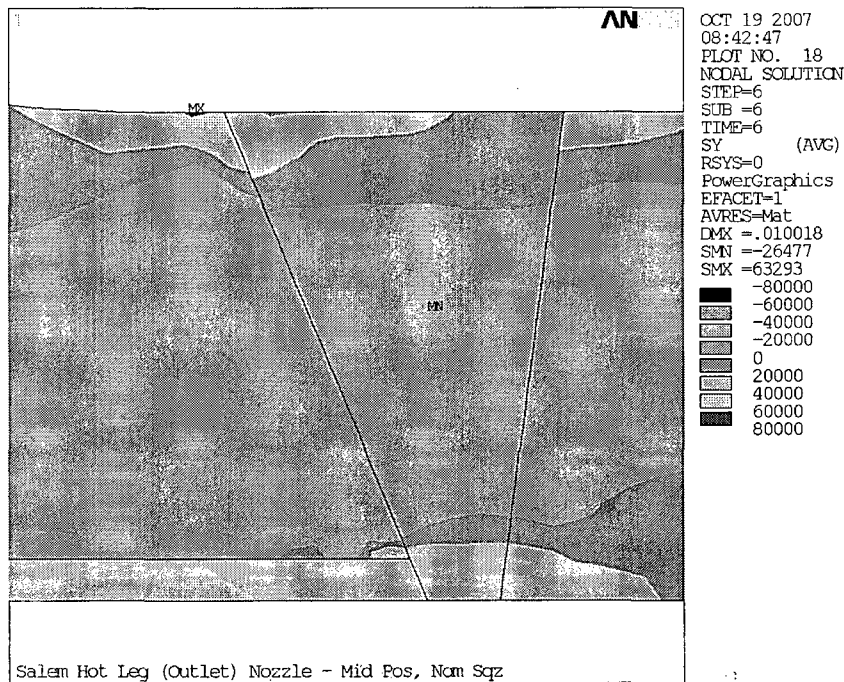 1
AN
OCT 19 2007
08:42:47
PLOT NO. 18
NODAL SOLUTION
STEP=6
SUB =6
TIME=6
SY (AVG)
RSYS=0
PowerGraphics
EFACET=1
AVRES=Mat
DMX =.010018
SMN =-26477
SMX =63293
-80000
-60000
-40000
-20000
0
20000
40000
60000
80000
MX
MN
Salem Hot Leg (Outlet) Nozzle - Mid Pos, Nom Sqz